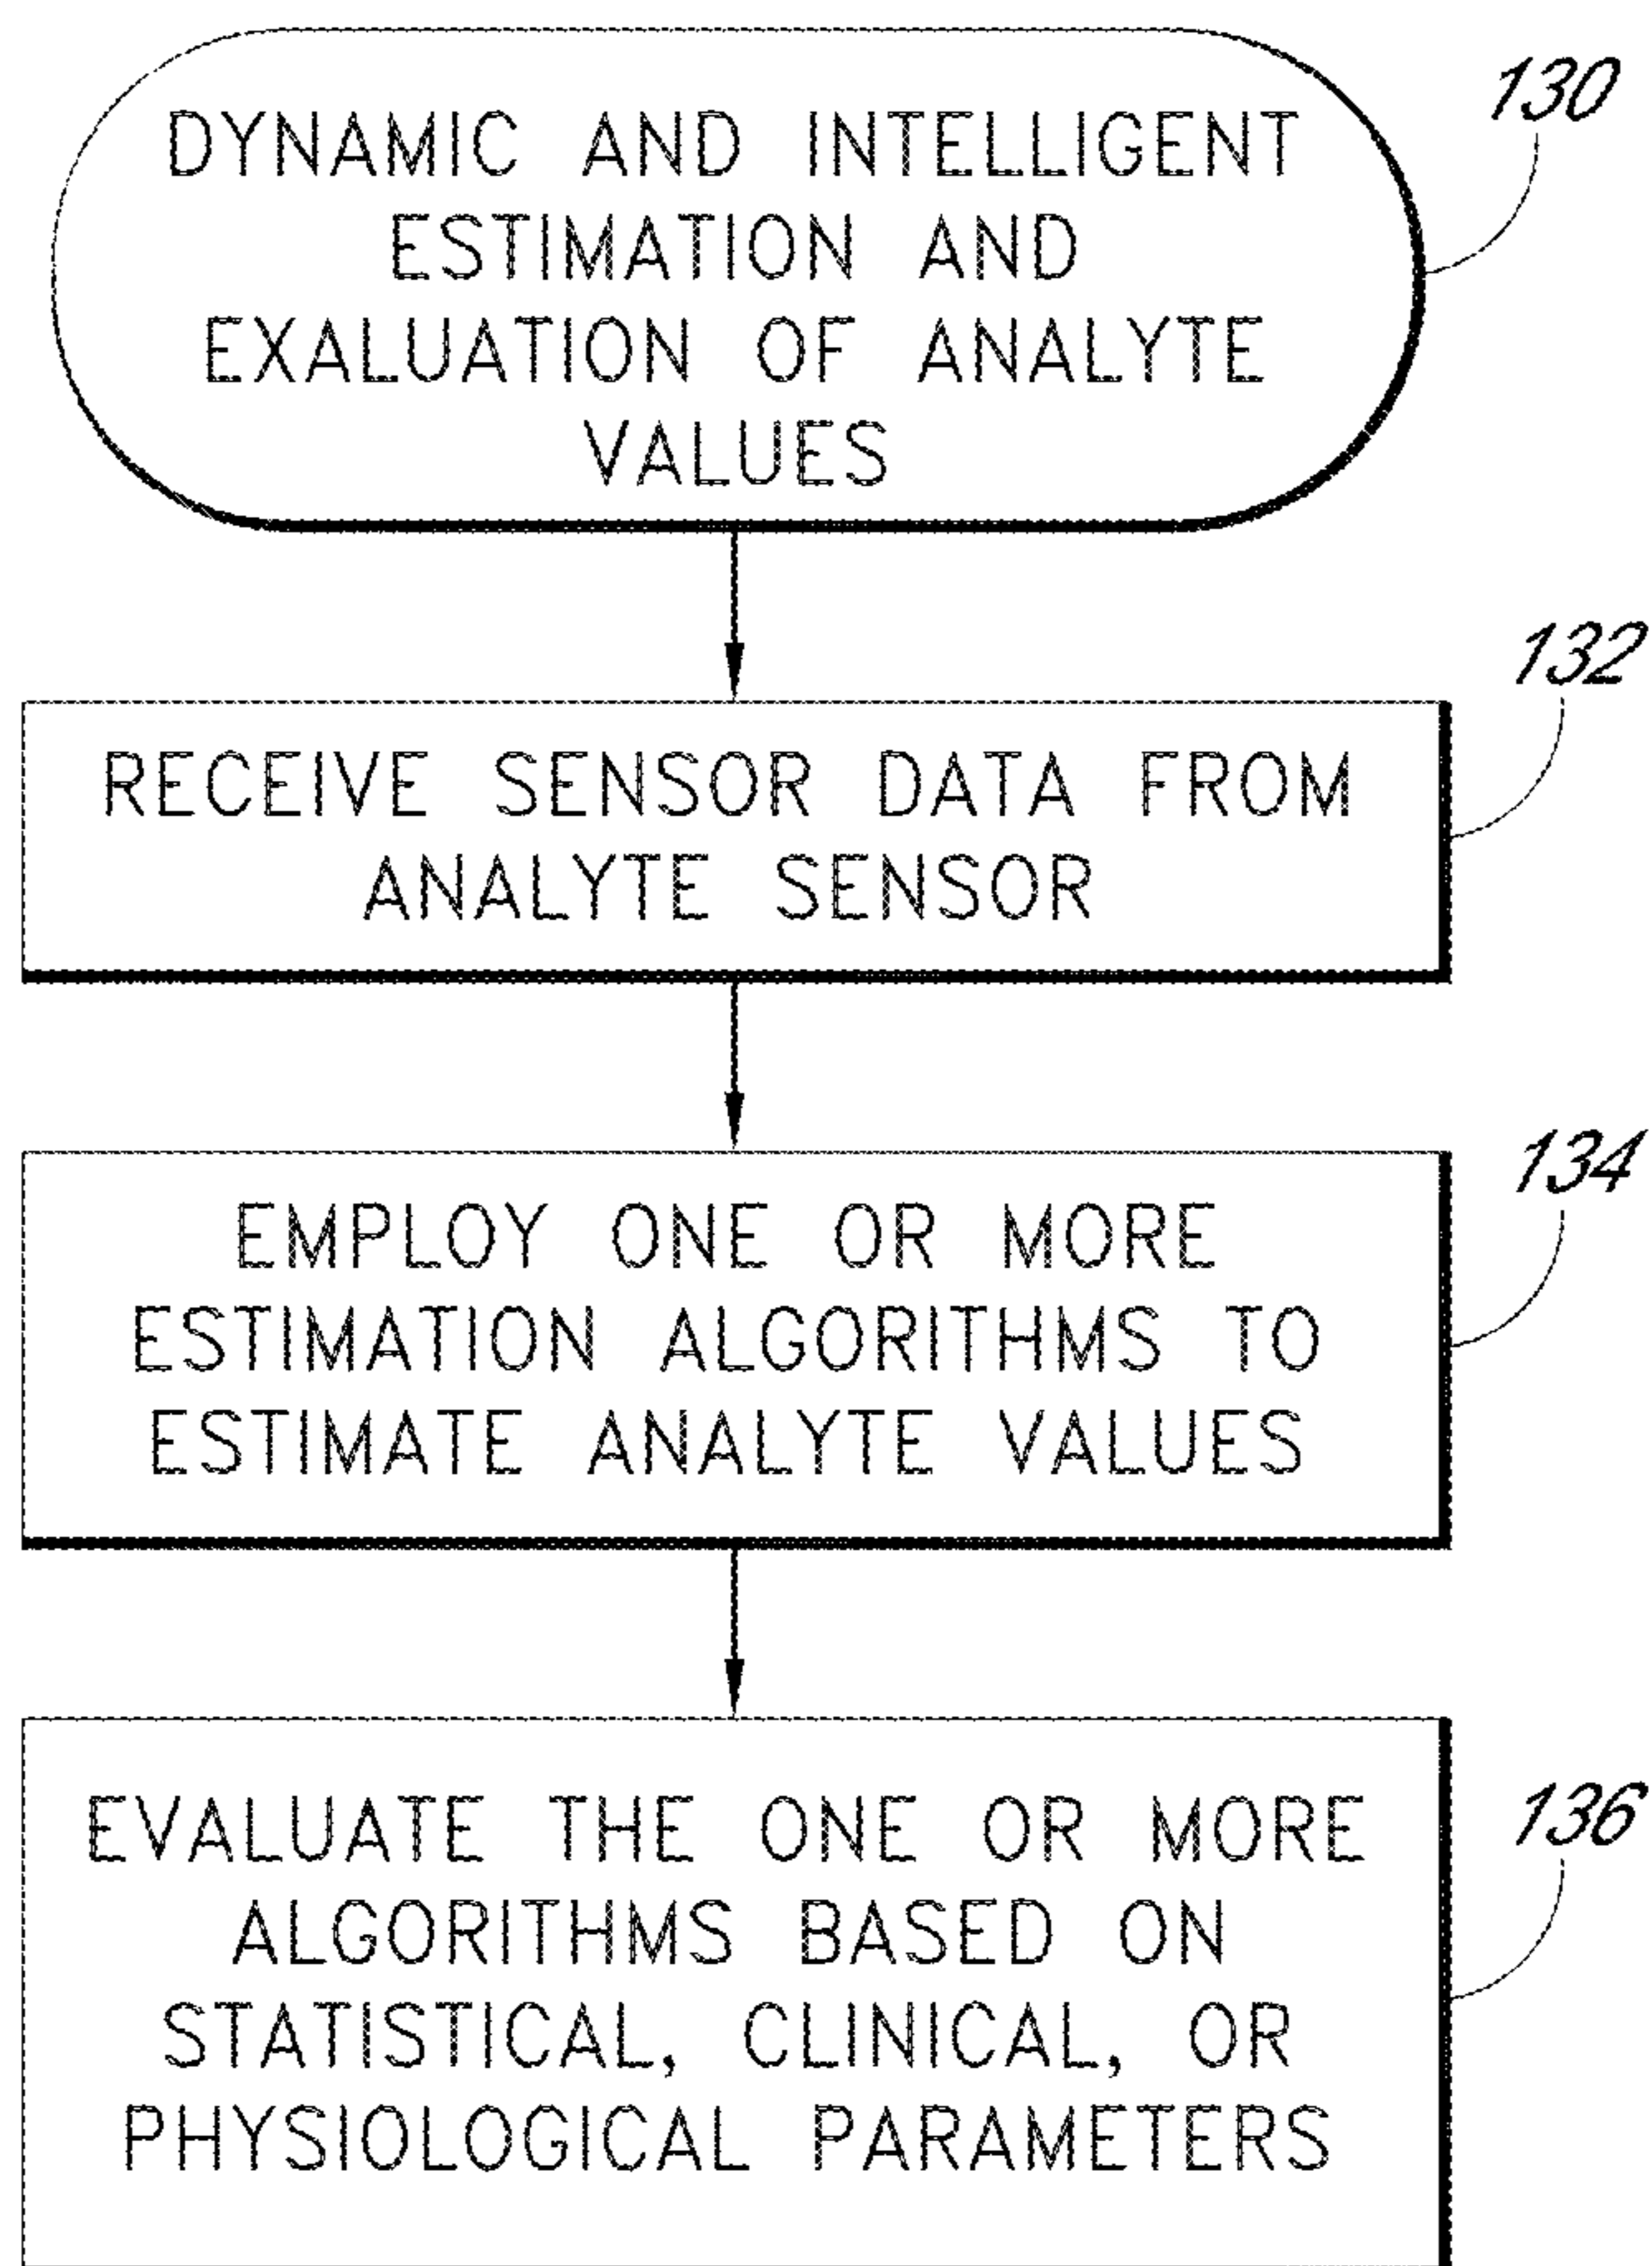 DYNAMIC AND INTELLIGENT
ESTIMATION AND
EXALUATION OF ANALYTE
VALUES
130
RECEIVE SENSOR DATA FROM
ANALYTE SENSOR
132
EMPLOY ONE OR MORE
ESTIMATION ALGORITHMS TO
ESTIMATE ANALYTE VALUES
134
EVALUATE THE ONE OR MORE
ALGORITHMS BASED ON
STATISTICAL, CLINICAL, OR
PHYSIOLOGICAL PARAMETERS
136